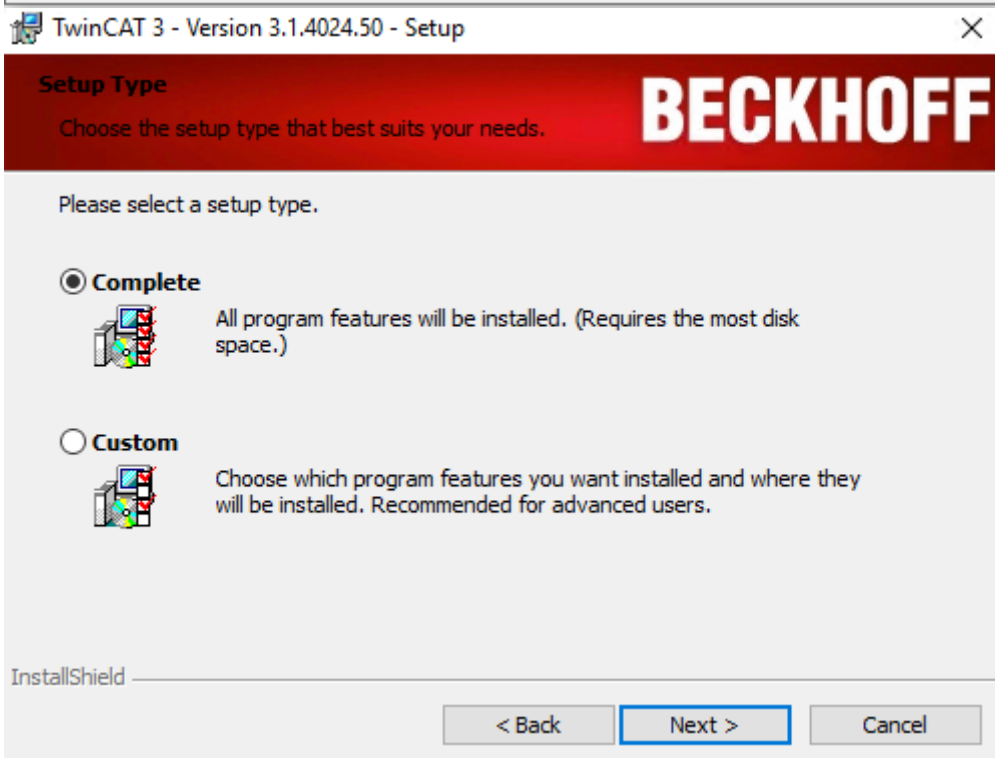 TwinCAT 3 - Version 3.1.4024.50 - Setup
Setup Type
BECKHOFF
Choose the setup type that best suits your needs.
Please select a setup type.
Complete
All program features will be installed. (Requires the most disk
space.)
Custom
Choose which program features you want installed and where they
will be installed. Recommended for advanced users.
InstallShield
< Back
Next >
Cancel